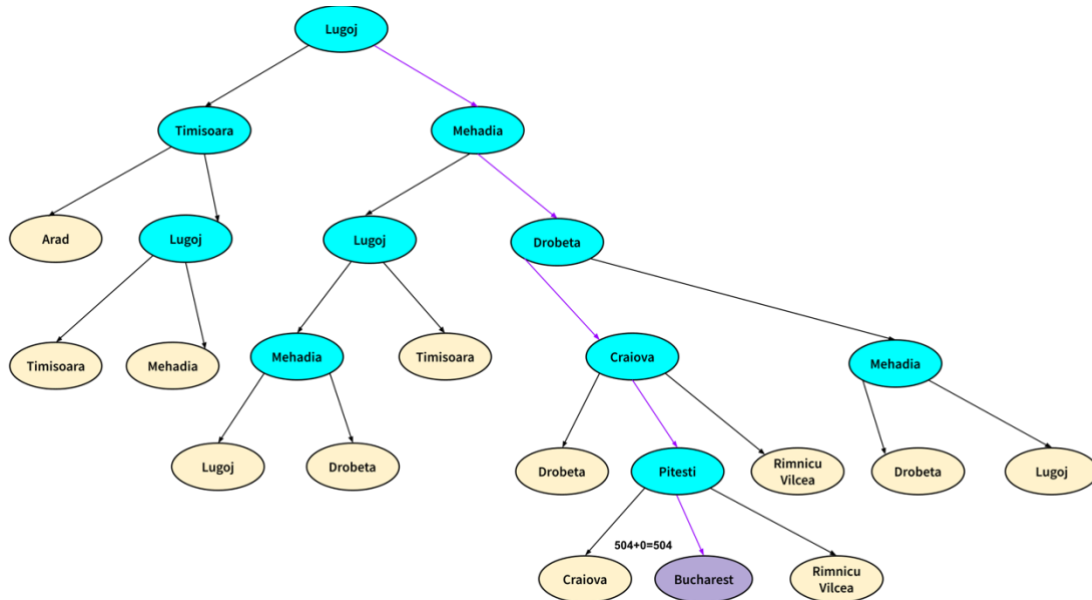 Lugoj
Timisoara
Mehadia
Arad
Lugoj
Lugoj
Drobeta
Timisoara
Mehadia
Mehadia
Timisoara
Craiova
Mehadia
Lugoj
Drobeta
Drobeta
Pitesti
Rimnicu
Vilcea
Drobeta
Lugoj
504+0=504
Craiova
Bucharest
Rimnicu
Vilcea